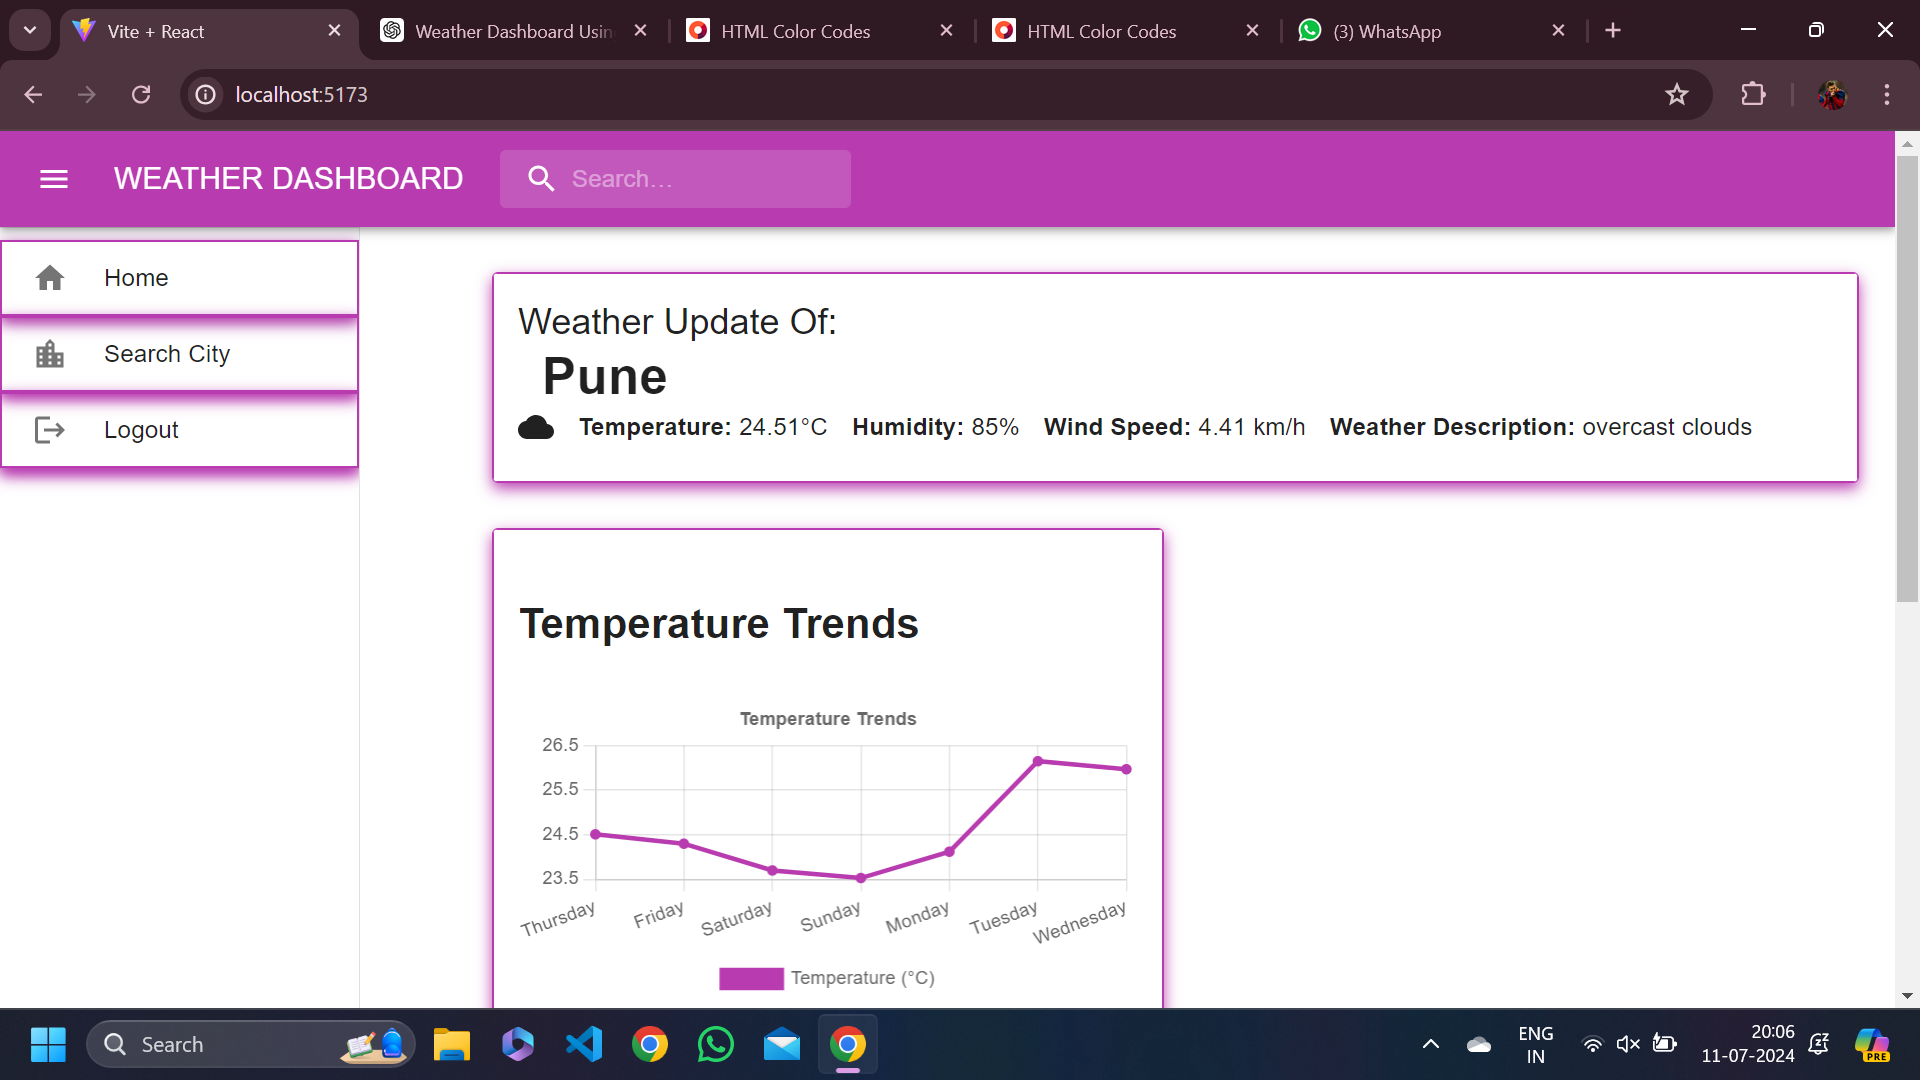 Vite + React
Weather Dashboard Usin
HTML Color Codes
HTML Color Codes
(3) WhatsApp
localhost:5173
WEATHER DASHBOARD
Search...
Home
Search City
Logout
Weather Update Of:
Pune
Temperature: 24.51°C Humidity: 85% Wind Speed: 4.41 km/h Weather Description: overcast clouds
Temperature Trends
Temperature Trends
26.5
25.5
24.5
23.5
Thursday
Friday
Saturday
Sunday
Monday
Tuesday
Wednesday
Temperature (°C)
Search
ENG
IN
20:06
11-07-2024
PRE